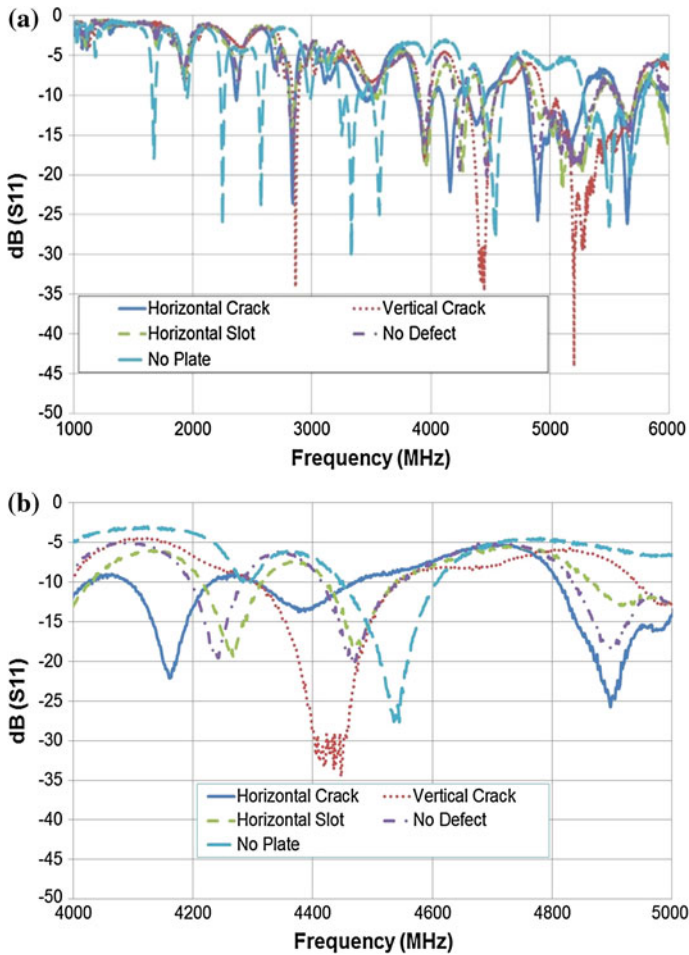 (a)
0
-5
-10
-15
-20
-25
-30
-35
-40
-45
-50
dB (S11)
Horizontal Crack
Vertical Crack
Horizontal Slot
No Defect
No Plate
1000
2000
3000
4000
5000
6000
Frequency (MHz)
(b)
0
-5
-10
-15
-20
-25
-30
-35
-40
-45
-50
dB (S11)
Horizontal Crack
Vertical Crack
Horizontal Slot
No Defect
No Plate
4000
4200
4400
4600
4800
5000
Frequency (MHz)